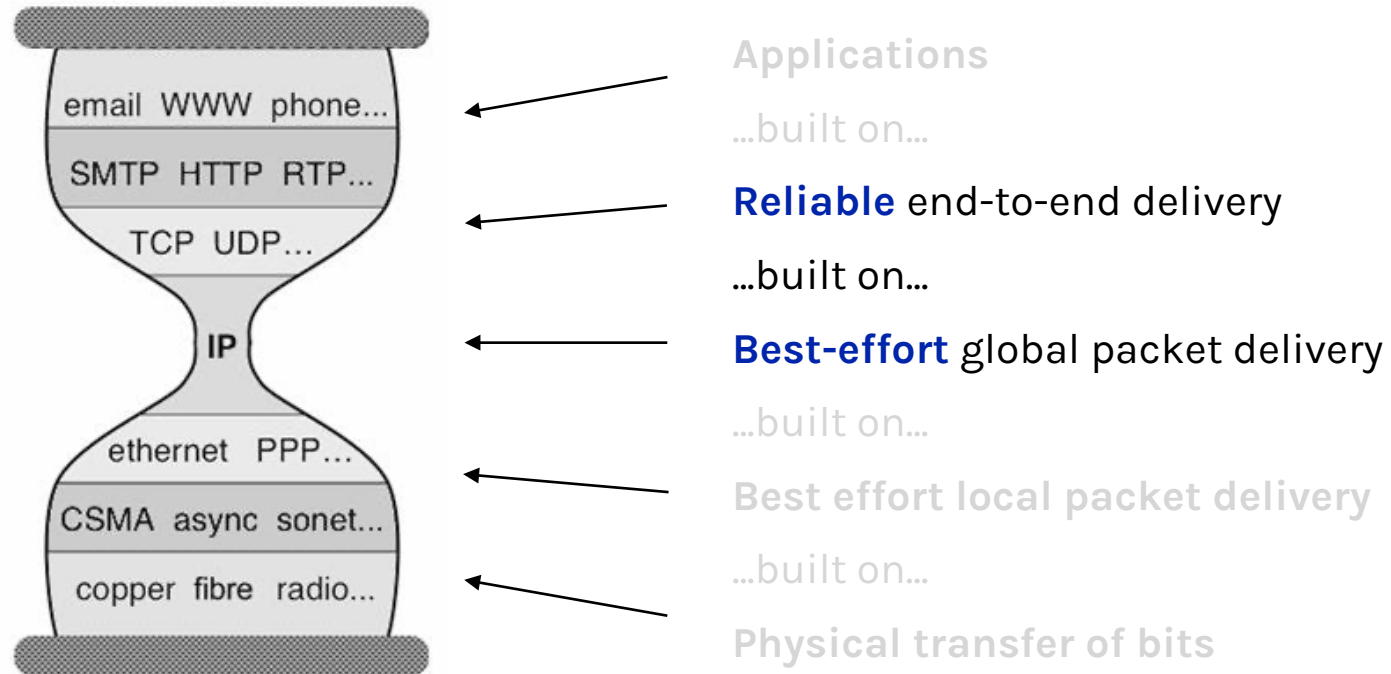 email WWW phone...
SMTP HTTP RTP...
TCP UDP...
IP
ethernet PPP...
CSMA async sonet...
copper fibre radio...
Applications
...built on...
Reliable end-to-end delivery
...built on...
Best-effort global packet delivery
...built on...
Best effort local packet delivery
...built on...
Physical transfer of bits